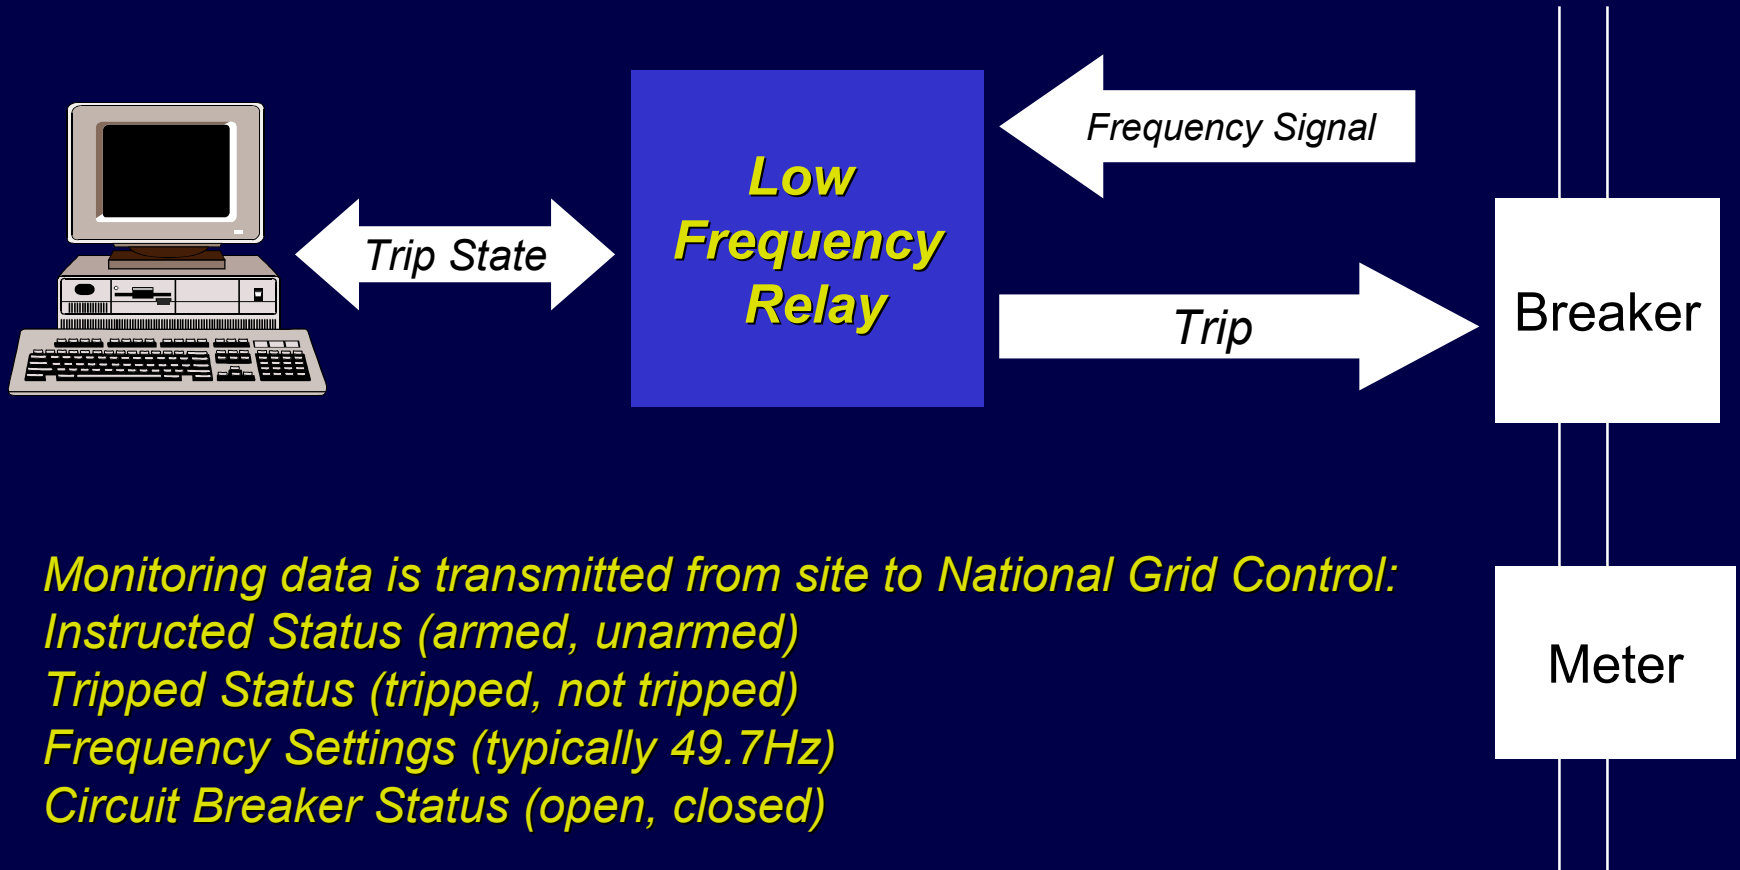 Frequency Signal
Low
Frequency
Relay
Trip State
Trip
Breaker
Monitoring data is transmitted from site to National Grid Control:
Instructed Status (armed, unarmed)
Tripped Status (tripped, not tripped)
Frequency Settings (typically 49.7Hz)
Circuit Breaker Status (open, closed)
Meter